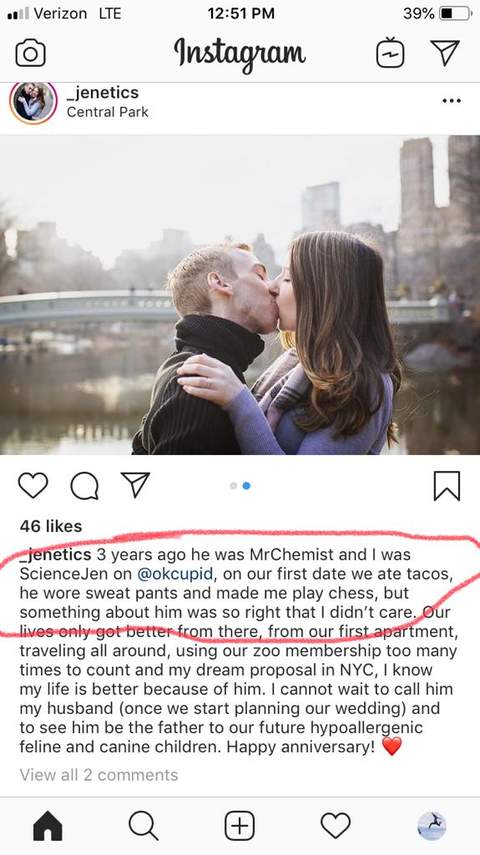 Verizon LTE 12:51 PM 39%
Instagram
_jenetics
Central Park
46 likes
_jenetics 3 years ago he was MrChemist and I was
ScienceJen on @okcupid, on our first date we ate tacos,
he wore sweat pants and made me play chess, but
something about him was so right that I didn’t care. Our
lives only got better from there, from our first apartment,
traveling all around, using our zoo membership too many
times to count and my dream proposal in NYC, I know
my life is better because of him. I cannot wait to call him
my husband (once we start planning our wedding) and
to see him be the father to our future hypoallergenic
feline and canine children. Happy anniversary! ❤️
View all 2 comments